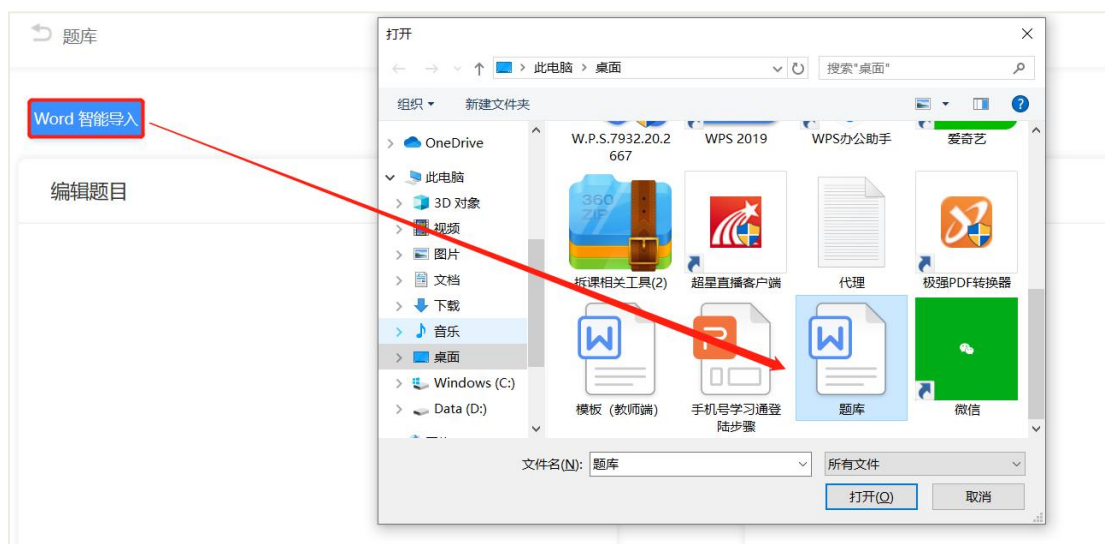 题库
Word 智能导入
编辑题目
打开
此电脑 > 桌面
搜索"桌面"
组织
新建文件夹
OneDrive
此电脑
3D 对象
视频
图片
文档
下载
音乐
桌面
Windows (C:)
Data (D:)
W.P.S.7932.20.2
667
WPS 2019
WPS办公助手
爱奇艺
360
ZIP
拆课相关工具(2)
超星直播客户端
代理
极强PDF转换器
模板（教师端）
手机号学习通登
陆步骤
题库
微信
文件名(N):
题库
所有文件
打开(O)
取消